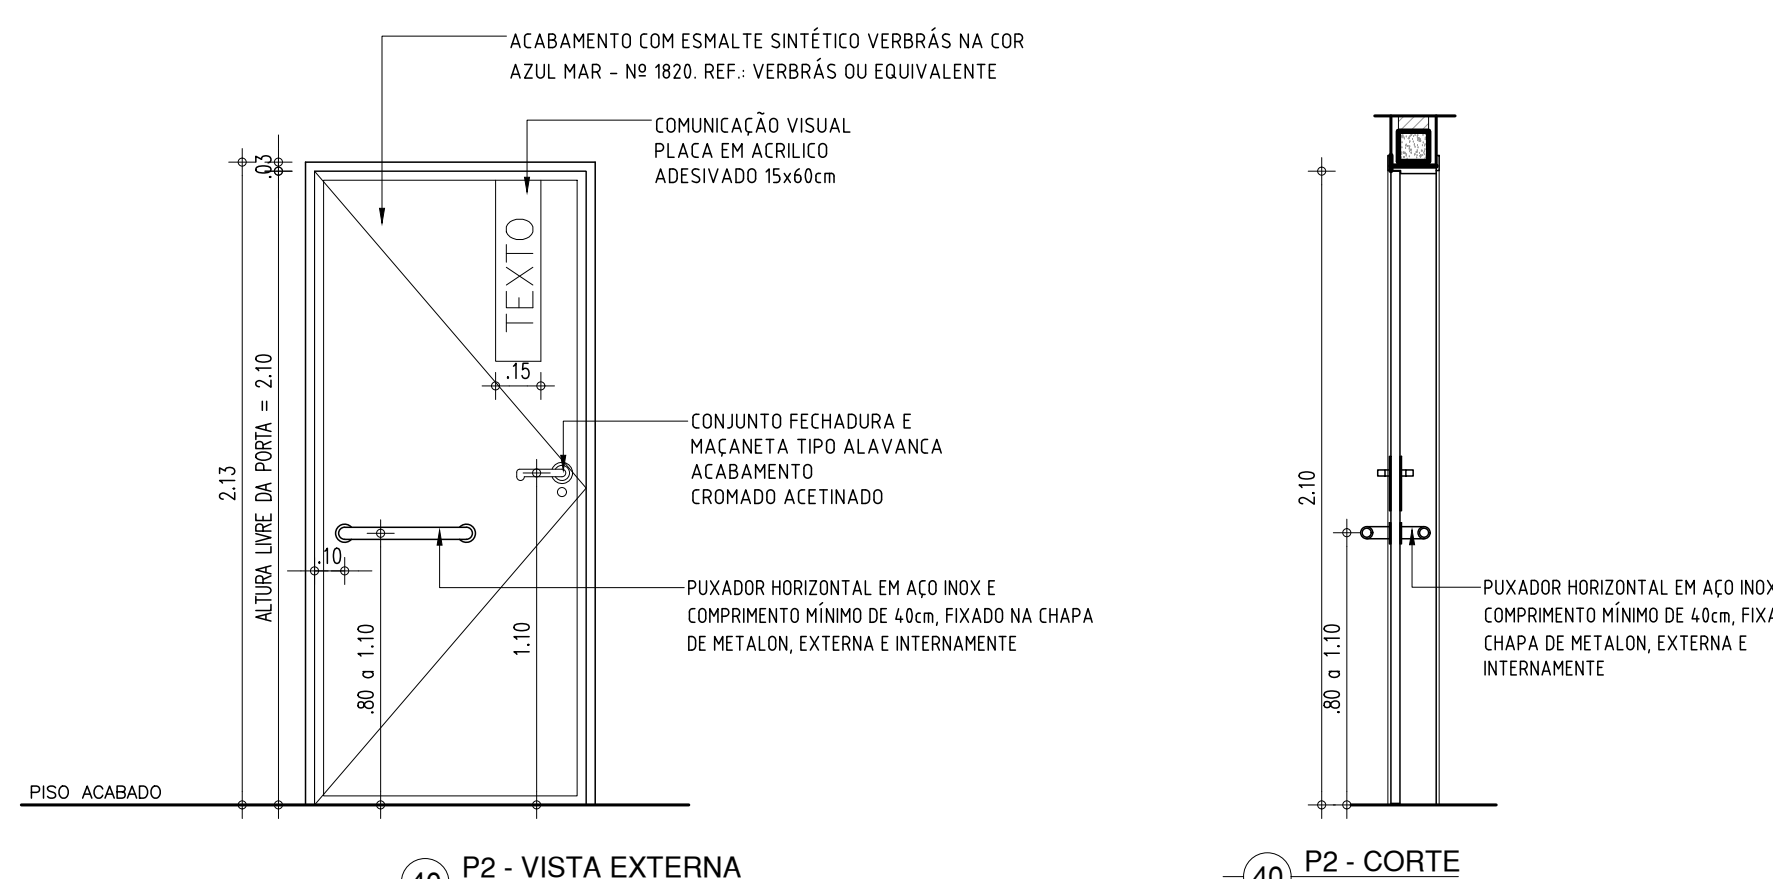 ACABAMENTO COM ESMALTE SINTÉTICO VERBRÁS NA COR
AZUL MAR - Nº 1820. REF.: VERBRÁS OU EQUIVALENTE
COMUNICAÇÃO VISUAL
PLACA EM ACRILICO
ADESIVADO 15x60cm
.03
TEXTO
.15
2.13
ALTURA LIVRE DA PORTA = 2.10
CONJUNTO FECHADURA E
MAÇANETA TIPO ALAVANCA
ACABAMENTO
CROMADO ACETINADO
.10
PUXADOR HORIZONTAL EM AÇO INOX E
COMPRIMENTO MÍNIMO DE 40cm, FIXADO NA CHAPA
DE METALON, EXTERNA E INTERNAMENTE
.80 a 1.10
1.10
PISO ACABADO
P2 - VISTA EXTERNA
2.10
.80 a 1.10
PUXADOR HORIZONTAL EM AÇO INOX
COMPRIMENTO MÍNIMO DE 40cm,
CHAPA DE METALON, EXTERNA E
INTERNAMENTE
40
P2 - CORTE